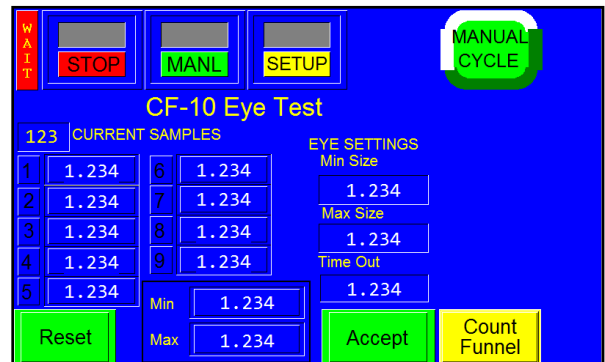 WAIT
STOP
MANL
SETUP
MANUAL
CYCLE
CF-10 Eye Test
123 CURRENT SAMPLES
EYE SETTINGS
1 1.234
2 1.234
3 1.234
4 1.234
5 1.234
6 1.234
7 1.234
8 1.234
9 1.234
Min Size
1.234
Max Size
1.234
Time Out
1.234
Min 1.234
Max 1.234
Reset
Accept
Count
Funnel